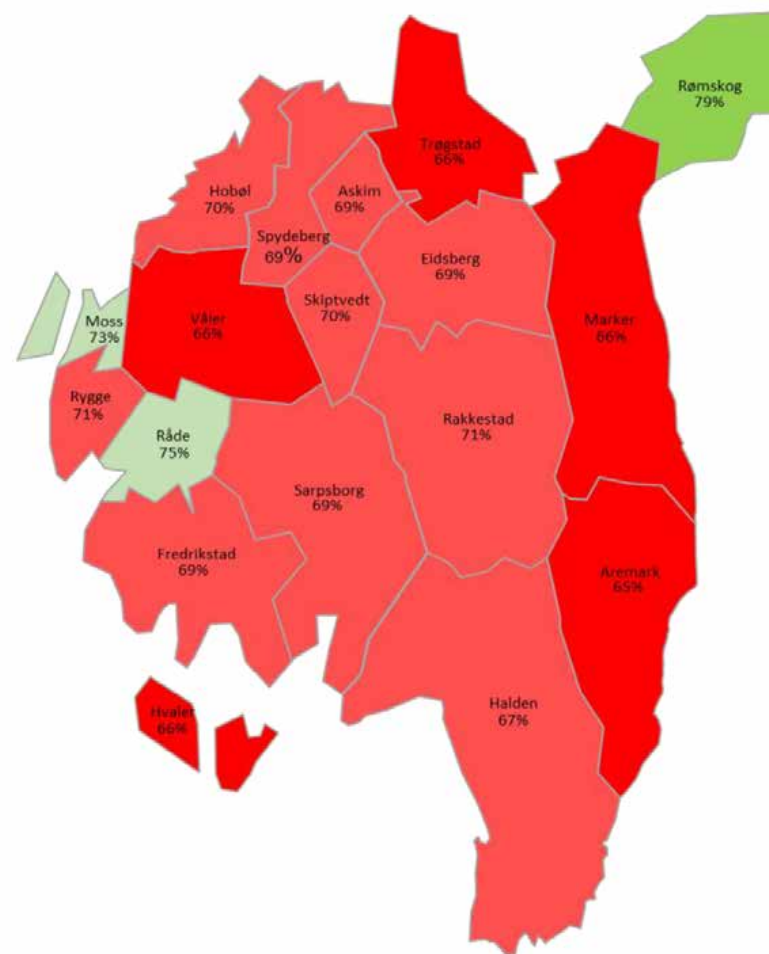 Rømskog
79%
Trøgstad
66%
Hobøl
70%
Askim
69%
Spydeberg
69%
Eidsberg
69%
Skiptvedt
70%
Moss
73%
Våler
66%
Marker
66%
Rygge
71%
Råde
75%
Rakkestad
71%
Sarpsborg
69%
Fredrikstad
69%
Aremark
65%
Hvaler
66%
Halden
67%